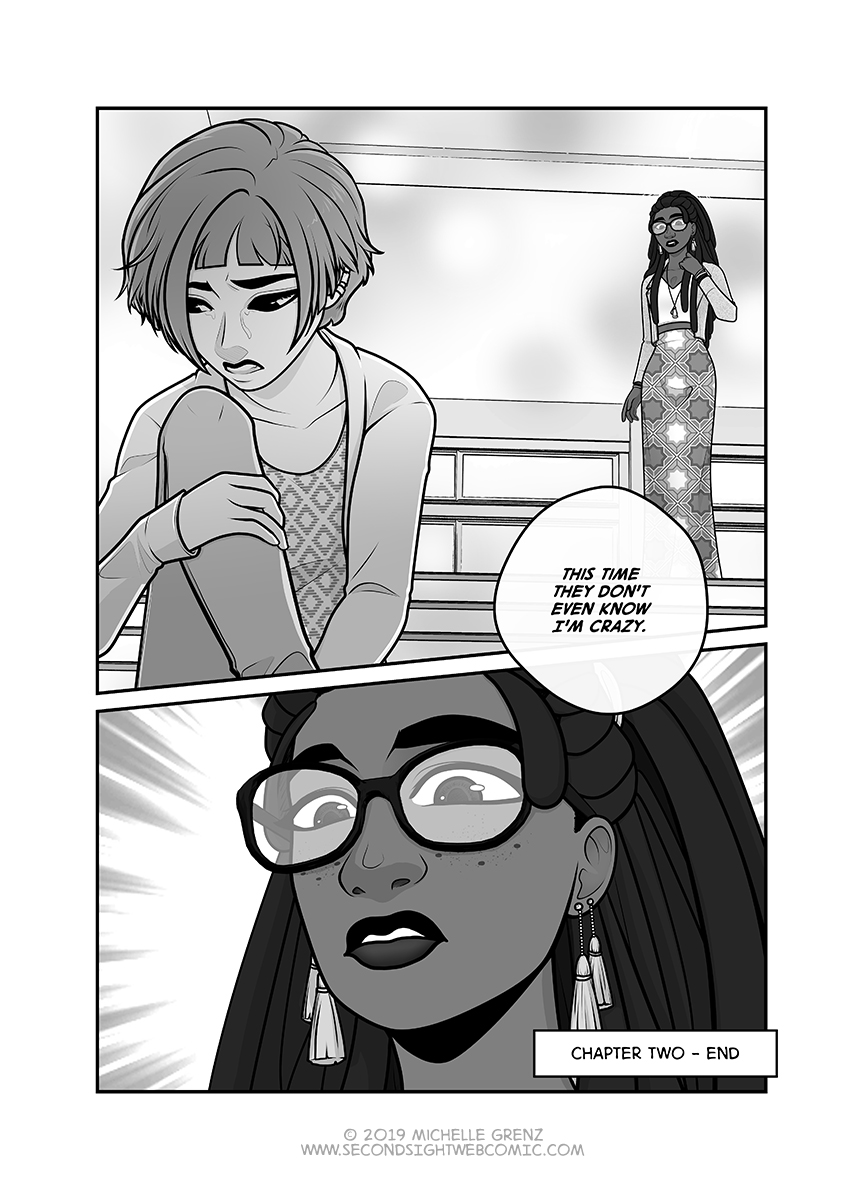 THIS TIME
THEY DON'T
EVEN KNOW
I'M CRAZY.
CHAPTER TWO - END
© 2019 MICHELLE GRENZ
WWW.SECONDSIGHTWEBCOMIC.COM